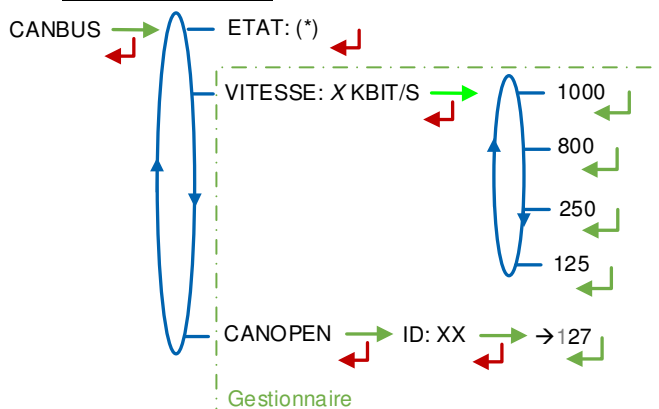 CANBUS
ETAT: (*)
VITESSE: X KBIT/S
1000
800
250
125
CANOPEN
ID: XX
→127
Gestionnaire